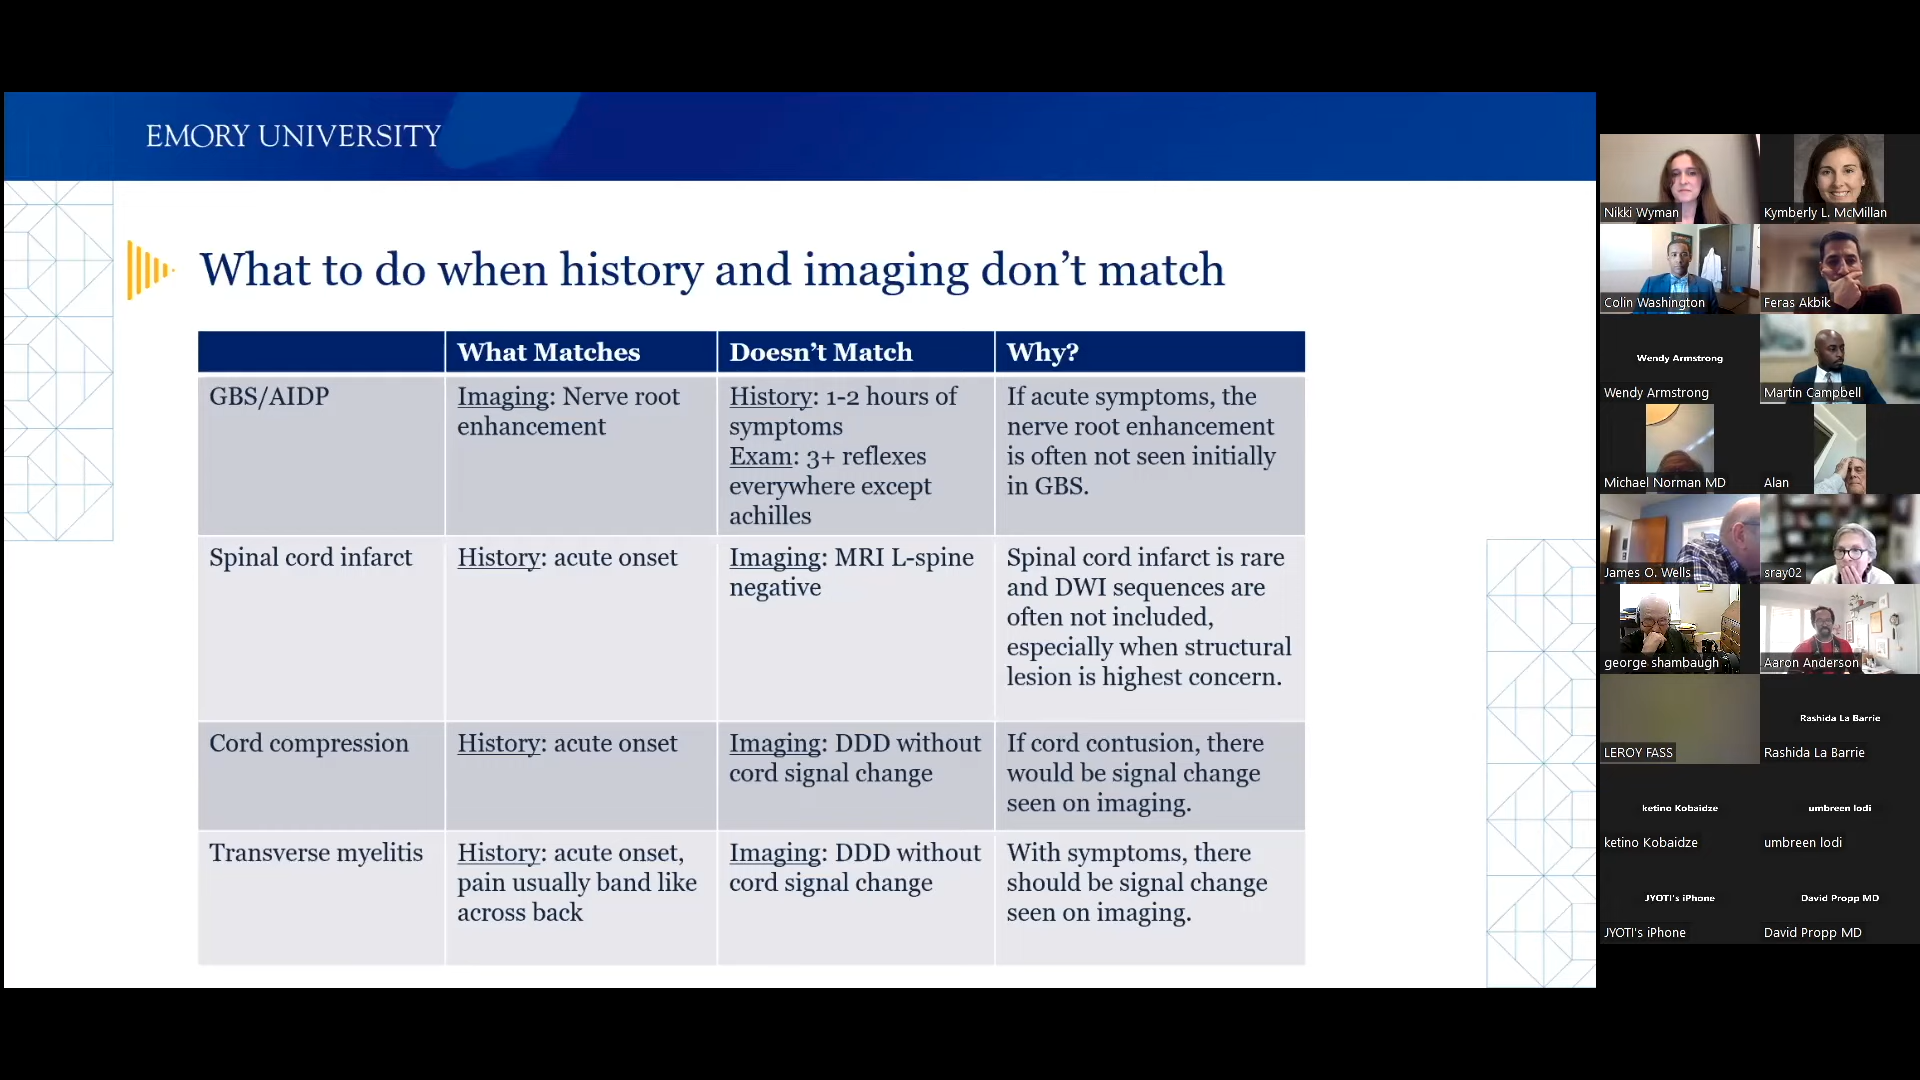 EMORY UNIVERSITY
What to do when history and imaging don’t match
What Matches
Doesn’t Match
Why?
GBS/AIDP
Imaging: Nerve root
enhancement
History: 1-2 hours of
symptoms
Exam: 3+ reflexes
everywhere except
achilles
If acute symptoms, the
nerve root enhancement
is often not seen initially
in GBS.
Spinal cord infarct
History: acute onset
Imaging: MRI L-spine
negative
Spinal cord infarct is rare
and DWI sequences are
often not included,
especially when structural
lesion is highest concern.
Cord compression
History: acute onset
Imaging: DDD without
cord signal change
If cord contusion, there
would be signal change
seen on imaging.
Transverse myelitis
History: acute onset,
pain usually band like
across back
Imaging: DDD without
cord signal change
With symptoms, there
should be signal change
seen on imaging.
Nikki Wyman
Kymberly L. McMillan
Colin Washington
Feras Akbik
Wendy Armstrong
Wendy Armstrong
Martin Campbell
Michael Norman MD
Alan
James O. Wells
sray02
george shambaugh
Aaron Anderson
LEROY FASS
Rashida La Barrie
Rashida La Barrie
ketino Kobaidze
ketino Kobaidze
umbreen lodi
umbreen lodi
JYOTI's iPhone
JYOTI's iPhone
David Propp MD
David Propp MD